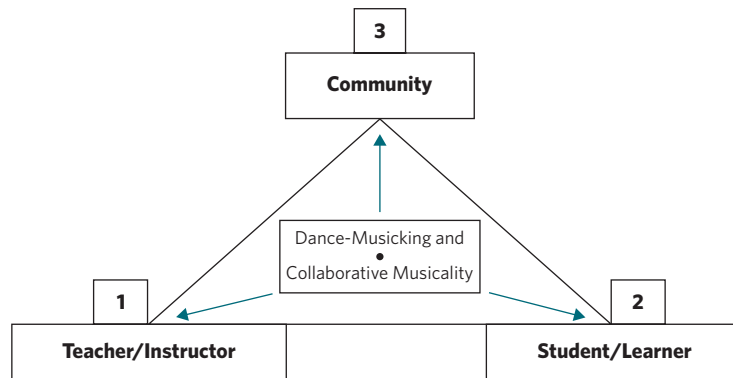 3
Community
Dance-Musicking and
•
Collaborative Musicality
1
2
Teacher/Instructor
Student/Learner